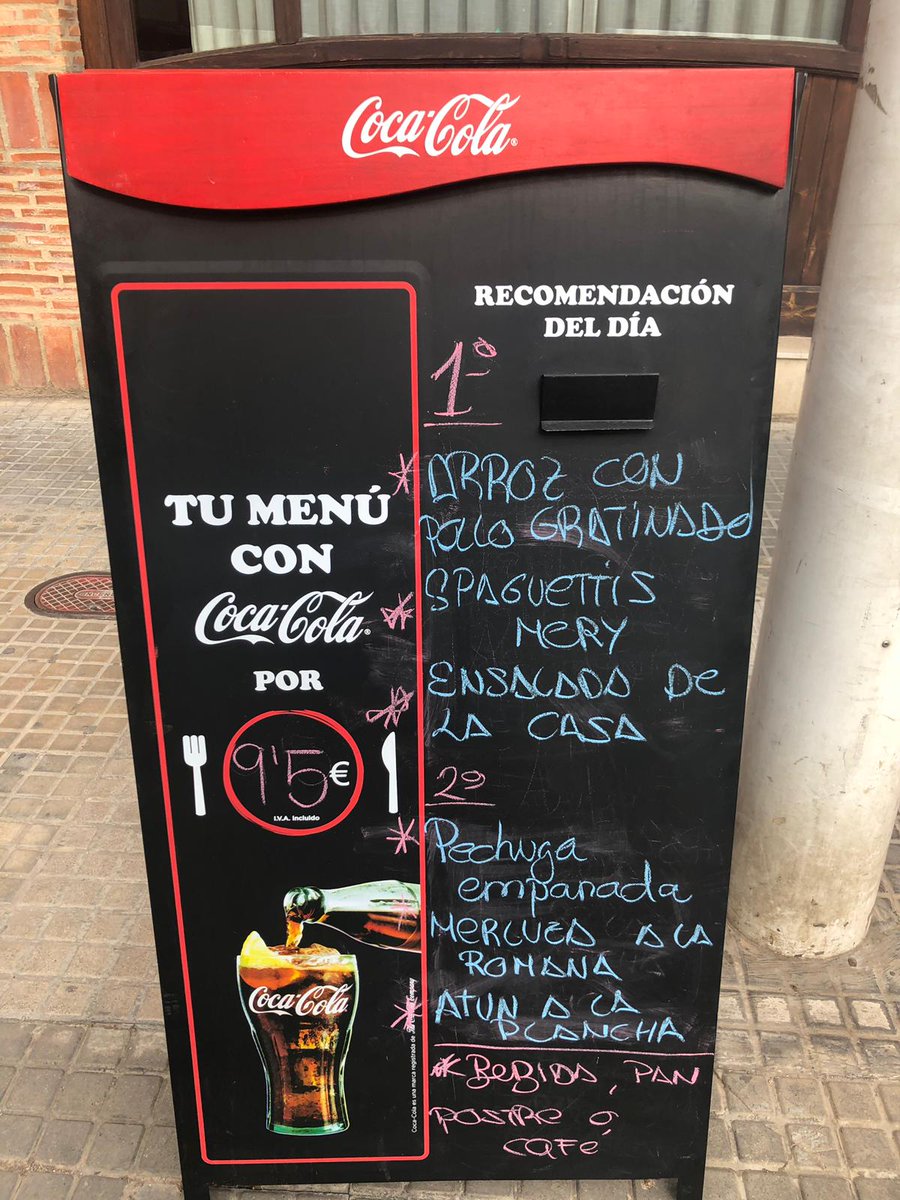 Coca-Cola
TU MENÚ
CON
Coca-Cola
POR
9'5 €
I.V.A. incluido
Coca-Cola
RECOMENDACIÓN
DEL DÍA
1º
* ARROZ CON
POLLO GRATINADO
* SPAGUETTIS
MERY
* ENSALADA DE
LA CASA
2º
* Pechuga
empanada
* MERLUZA A LA
ROMANA
* ATUN A LA
PLANCHA
* BEBIDA, PAN
POSTRE O
CAFÉ